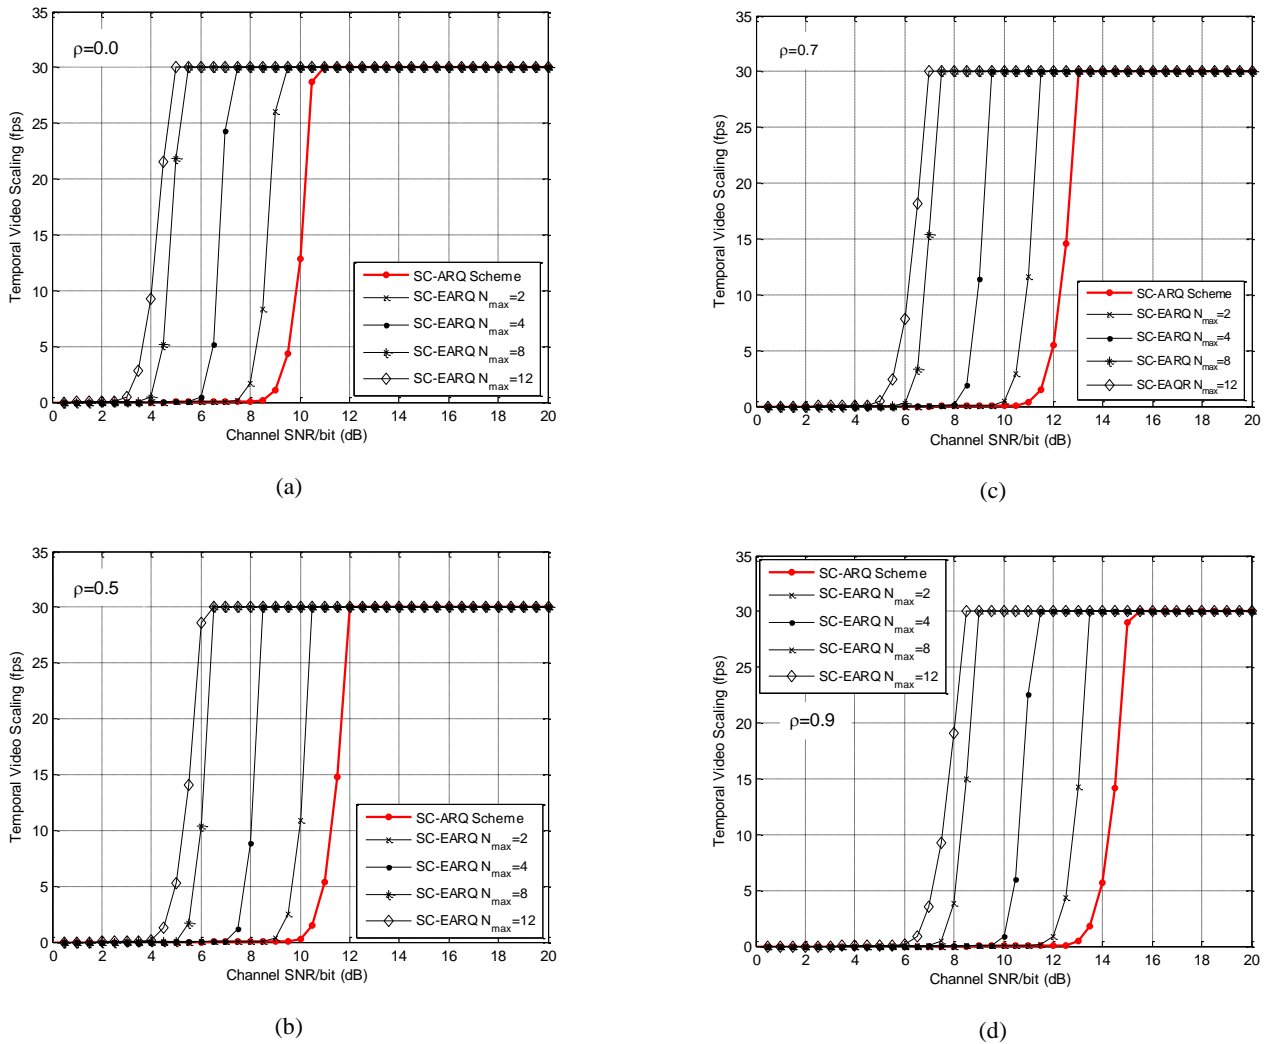 35
30
25
20
15
10
5
0
Temporal Video Scaling (fps)
ρ=0.0
SC-ARQ Scheme
SC-EARQ Nmax=2
SC-EARQ Nmax=4
SC-EARQ Nmax=8
SC-EARQ Nmax=12
0 2 4 6 8 10 12 14 16 18 20
Channel SNR/bit (dB)
(a)
35
30
25
20
15
10
5
0
Temporal Video Scaling (fps)
ρ=0.7
SC-ARQ Scheme
SC-EARQ Nmax=2
SC-EARQ Nmax=4
SC-EARQ Nmax=8
SC-EAQR Nmax=12
0 2 4 6 8 10 12 14 16 18 20
Channel SNR/bit (dB)
(c)
35
30
25
20
15
10
5
0
Temporal Video Scaling (fps)
ρ=0.5
SC-ARQ Scheme
SC-EARQ Nmax=2
SC-EARQ Nmax=4
SC-EARQ Nmax=8
SC-EARQ Nmax=12
0 2 4 6 8 10 12 14 16 18 20
Channel SNR/bit (dB)
(b)
35
30
25
20
15
10
5
0
Temporal Video Scaling (fps)
SC-ARQ Scheme
SC-EARQ Nmax=2
SC-EARQ Nmax=4
SC-EARQ Nmax=8
SC-EARQ Nmax=12
ρ=0.9
0 2 4 6 8 10 12 14 16 18 20
Channel SNR/bit (dB)
(d)